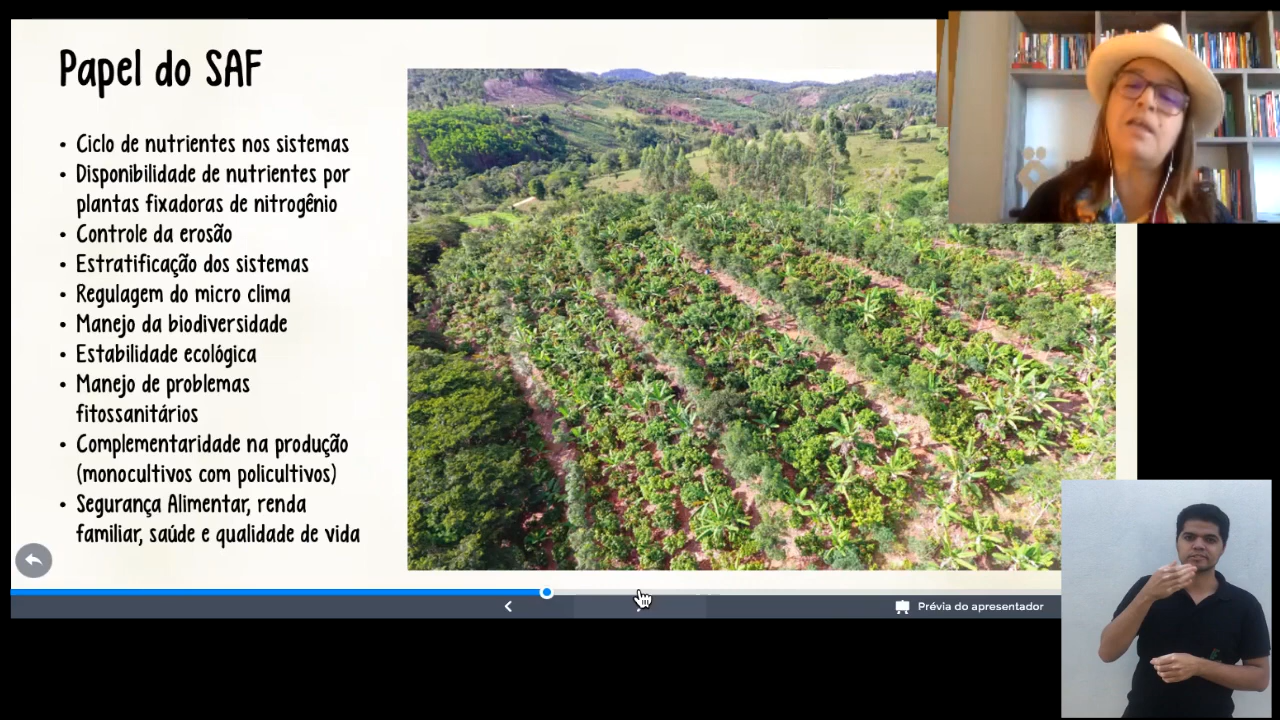 Papel do SAF
• Ciclo de nutrientes nos sistemas
• Disponibilidade de nutrientes por
plantas fixadoras de nitrogênio
• Controle da erosão
• Estratificação dos sistemas
• Regulagem do micro clima
• Manejo da biodiversidade
• Estabilidade ecológica
• Manejo de problemas
fitossanitários
• Complementaridade na produção
(monocultivos com policultivos)
• Segurança Alimentar, renda
familiar, saúde e qualidade de vida
Prévia do apresentador